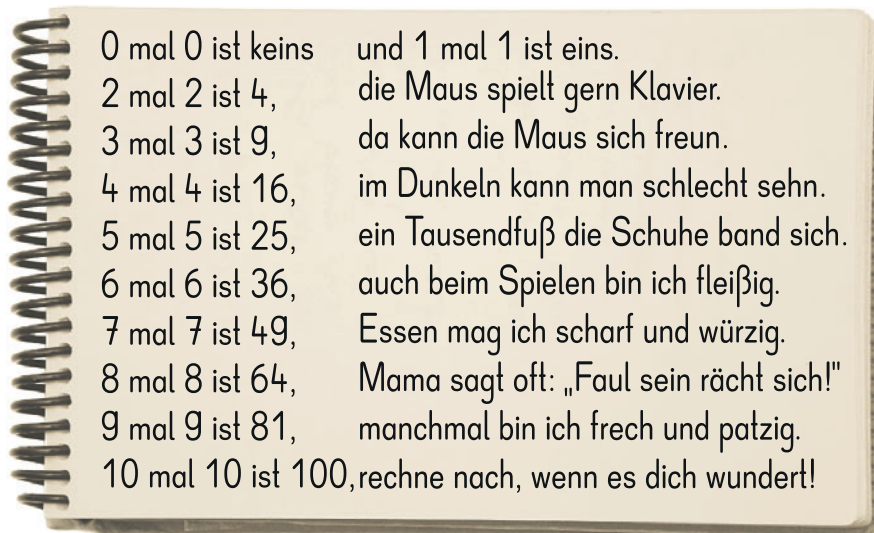 0 mal 0 ist keins und 1 mal 1 ist eins.
2 mal 2 ist 4, die Maus spielt gern Klavier.
3 mal 3 ist 9, da kann die Maus sich freun.
4 mal 4 ist 16, im Dunkeln kann man schlecht sehn.
5 mal 5 ist 25, ein Tausendfuß die Schuhe band sich.
6 mal 6 ist 36, auch beim Spielen bin ich fleißig.
7 mal 7 ist 49, Essen mag ich scharf und würzig.
8 mal 8 ist 64, Mama sagt oft: „Faul sein rächt sich!"
9 mal 9 ist 81, manchmal bin ich frech und patzig.
10 mal 10 ist 100, rechne nach, wenn es dich wundert!